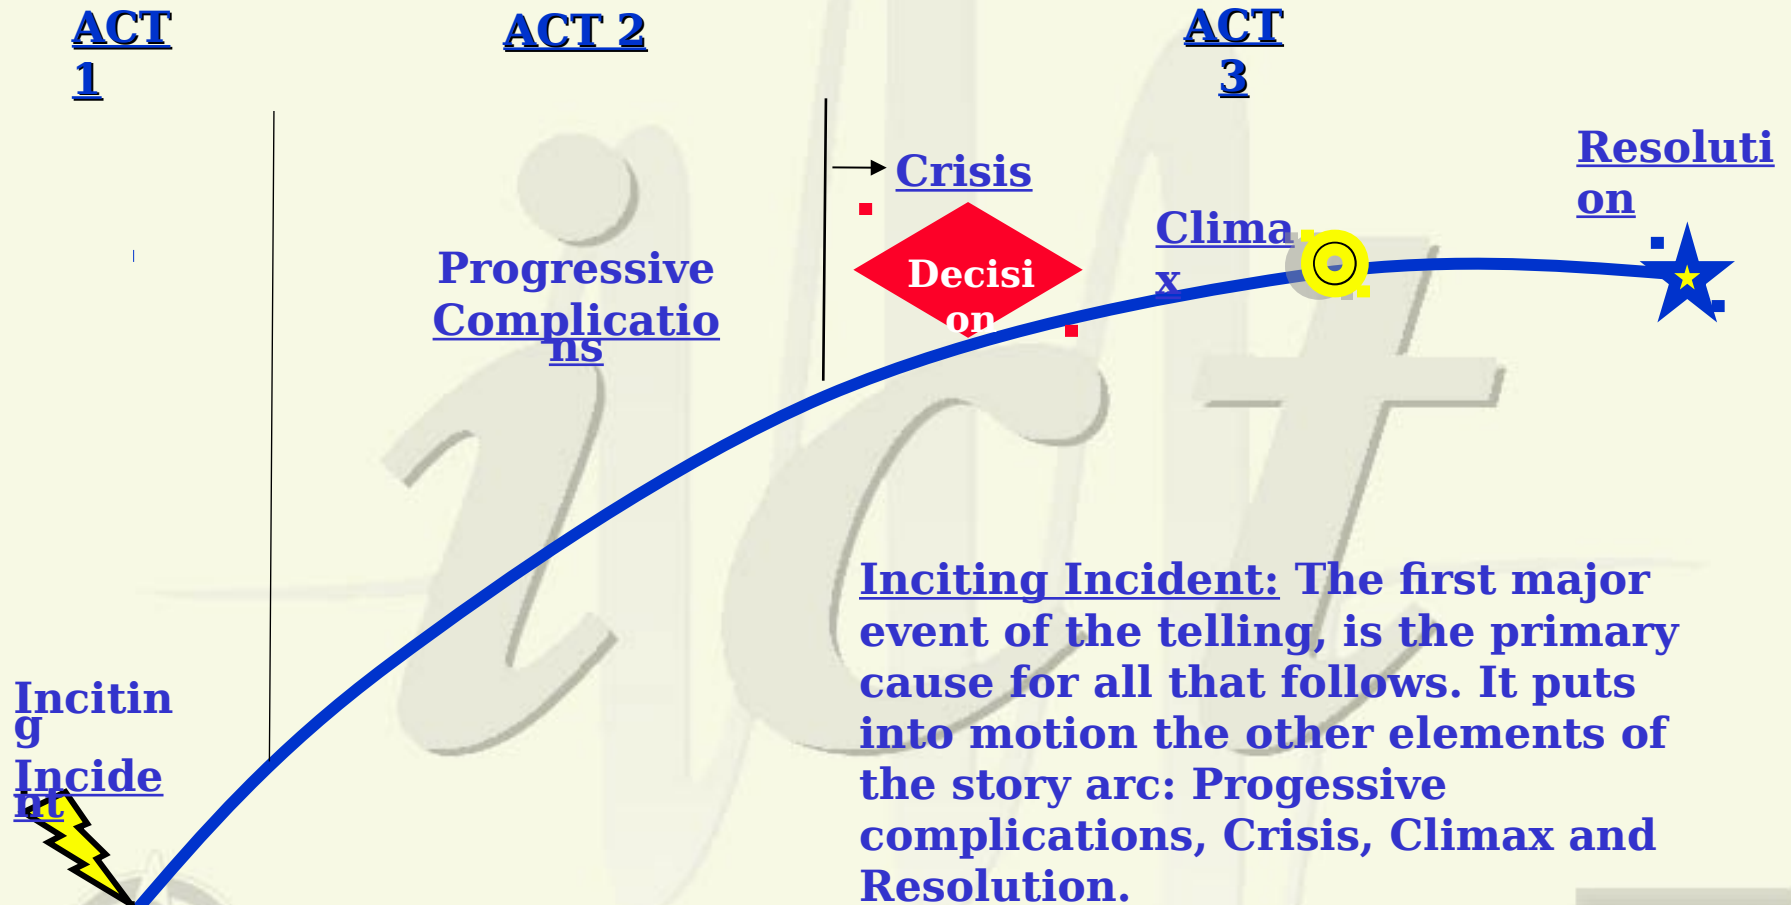 ACT
1
ACT 2
ACT
3
Resoluti
on
Crisis
Clima
x
Decisi
on
Progressive
Complicatio
ns
Incitin
g
Incide
nt
Inciting Incident: The first major
event of the telling, is the primary
cause for all that follows. It puts
into motion the other elements of
the story arc: Progessive
complications, Crisis, Climax and
Resolution.
ict